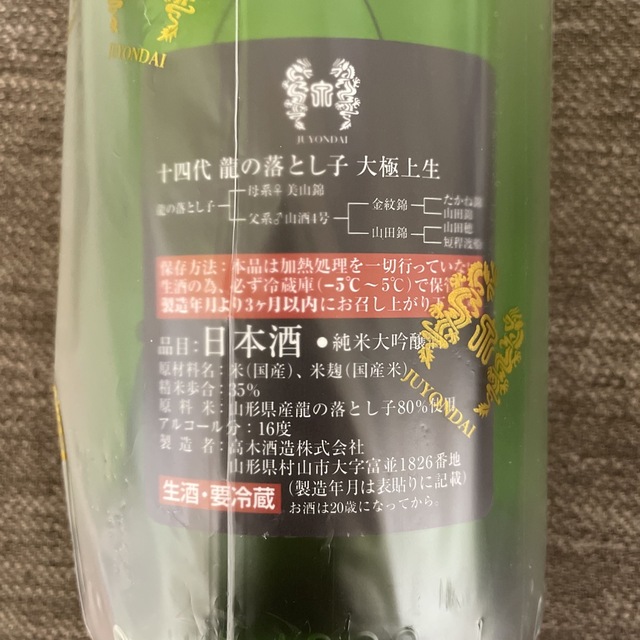 JUYONDAI
JUYONDAI
十四代 龍の落とし子 大極上生
龍の落とし子
母系♀美山錦
父系♂山酒4号
金紋錦
山田錦
たかね錦
山田錦
山田穂
短稈渡船
保存方法:本品は加熱処理を一切行っていな
生酒の為、必ず冷蔵庫(−5℃〜5℃)で保
製造年月より3ヶ月以内にお召し上がり下
品目:日本酒 ●純米大吟醸
原材料名:米(国産)、米麹(国産米)
精米歩合:35%
原料米:山形県産龍の落とし子80%使用
アルコール分:16度
製造者:高木酒造株式会社
山形県村山市大字富並1826番地
生酒・要冷蔵 (製造年月は表貼りに記載)
お酒は20歳になってから。
JUYONDAI